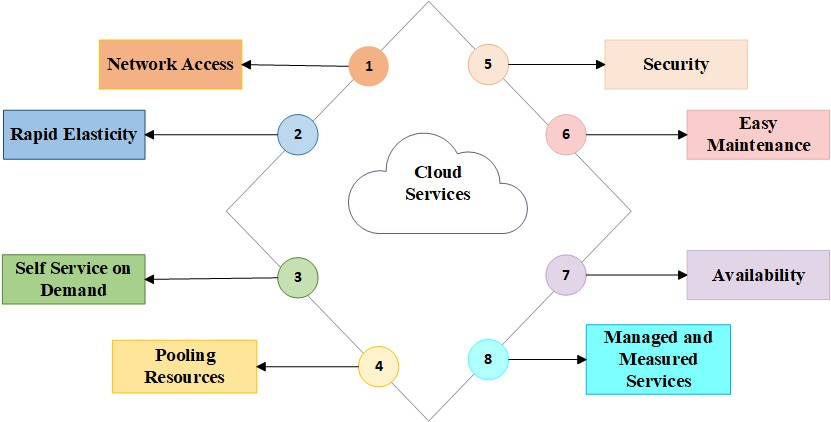 1
Network Access
2
Rapid Elasticity
3
Self Service on
Demand
4
Pooling
Resources
Cloud
Services
5
Security
6
Easy
Maintenance
7
Availability
8
Managed and
Measured
Services